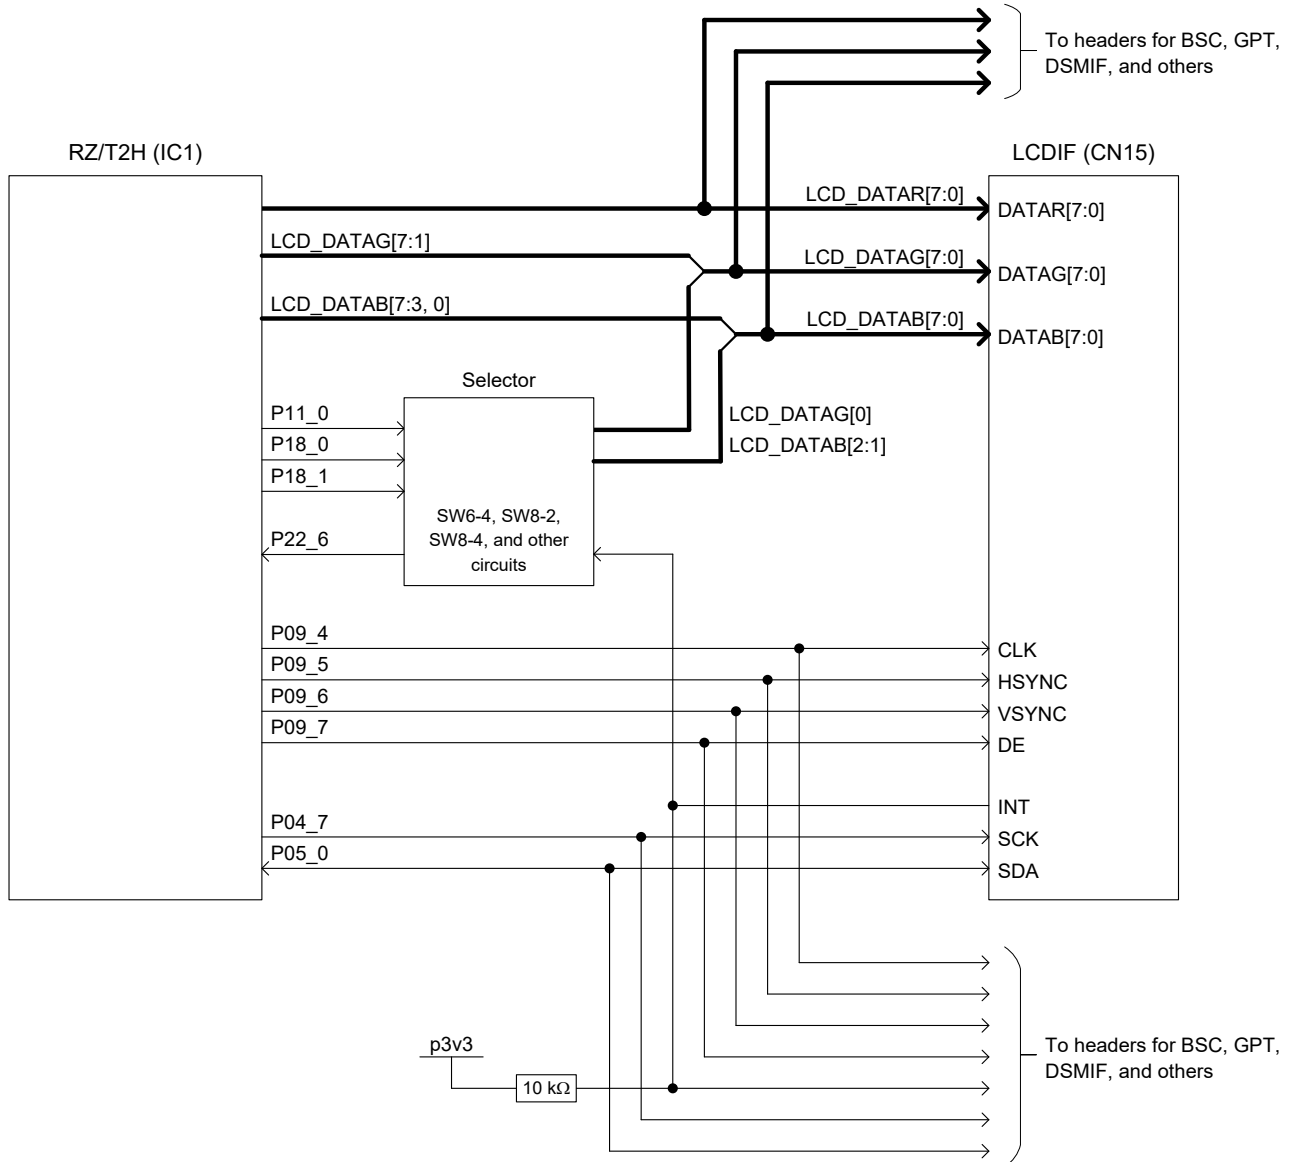 To headers for BSC, GPT,
DSMIF, and others
RZ/T2H (IC1)
LCDIF (CN15)
LCD_DATAR[7:0]
DATAR[7:0]
LCD_DATAG[7:1]
LCD_DATAG[7:0]
DATAG[7:0]
LCD_DATAB[7:3, 0]
LCD_DATAB[7:0]
DATAB[7:0]
Selector
P11_0
LCD_DATAG[0]
P18_0
LCD_DATAB[2:1]
P18_1
SW6-4, SW8-2,
SW8-4, and other
circuits
P22_6
P09_4
CLK
P09_5
HSYNC
P09_6
VSYNC
P09_7
DE
INT
P04_7
SCK
P05_0
SDA
p3v3
10 kΩ
To headers for BSC, GPT,
DSMIF, and others